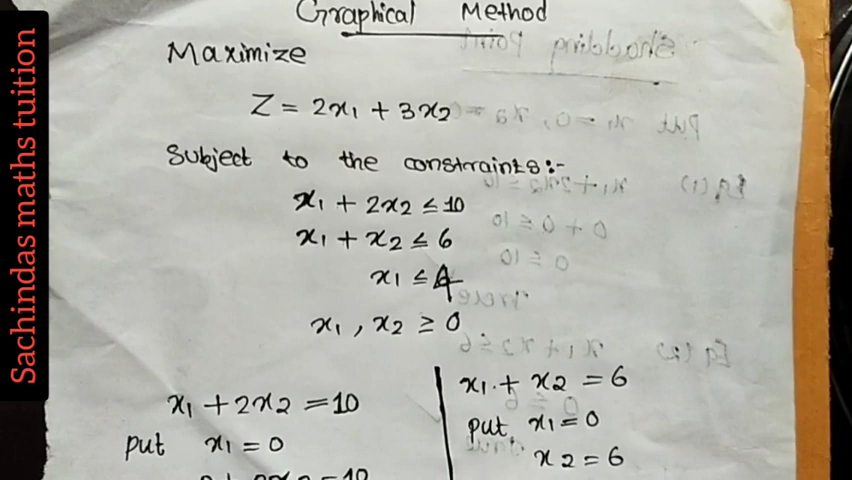 Graphical Method
Maximize
Z = 2x1 + 3x2
Subject to the constraints:-
x1 + 2x2 ≤ 10
x1 + x2 ≤ 6
x1 ≤ 4
x1, x2 ≥ 0
x1 + 2x2 = 10
put x1 = 0
x1 + x2 = 6
put x1 = 0
x2 = 6
Sachindas maths tuition